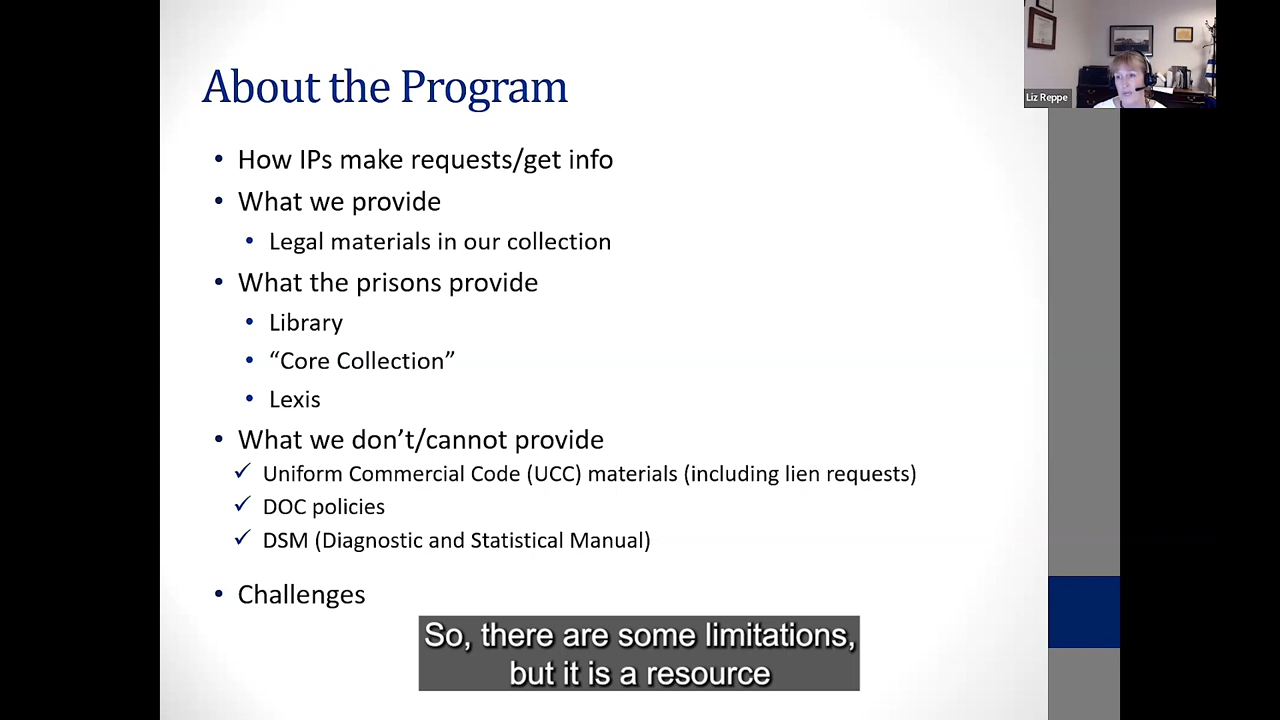 About the Program
• How IPs make requests/get info
• What we provide
• Legal materials in our collection
• What the prisons provide
• Library
• “Core Collection”
• Lexis
• What we don’t/cannot provide
✓ Uniform Commercial Code (UCC) materials (including lien requests)
✓ DOC policies
✓ DSM (Diagnostic and Statistical Manual)
• Challenges
So, there are some limitations,
but it is a resource
Liz Reppe